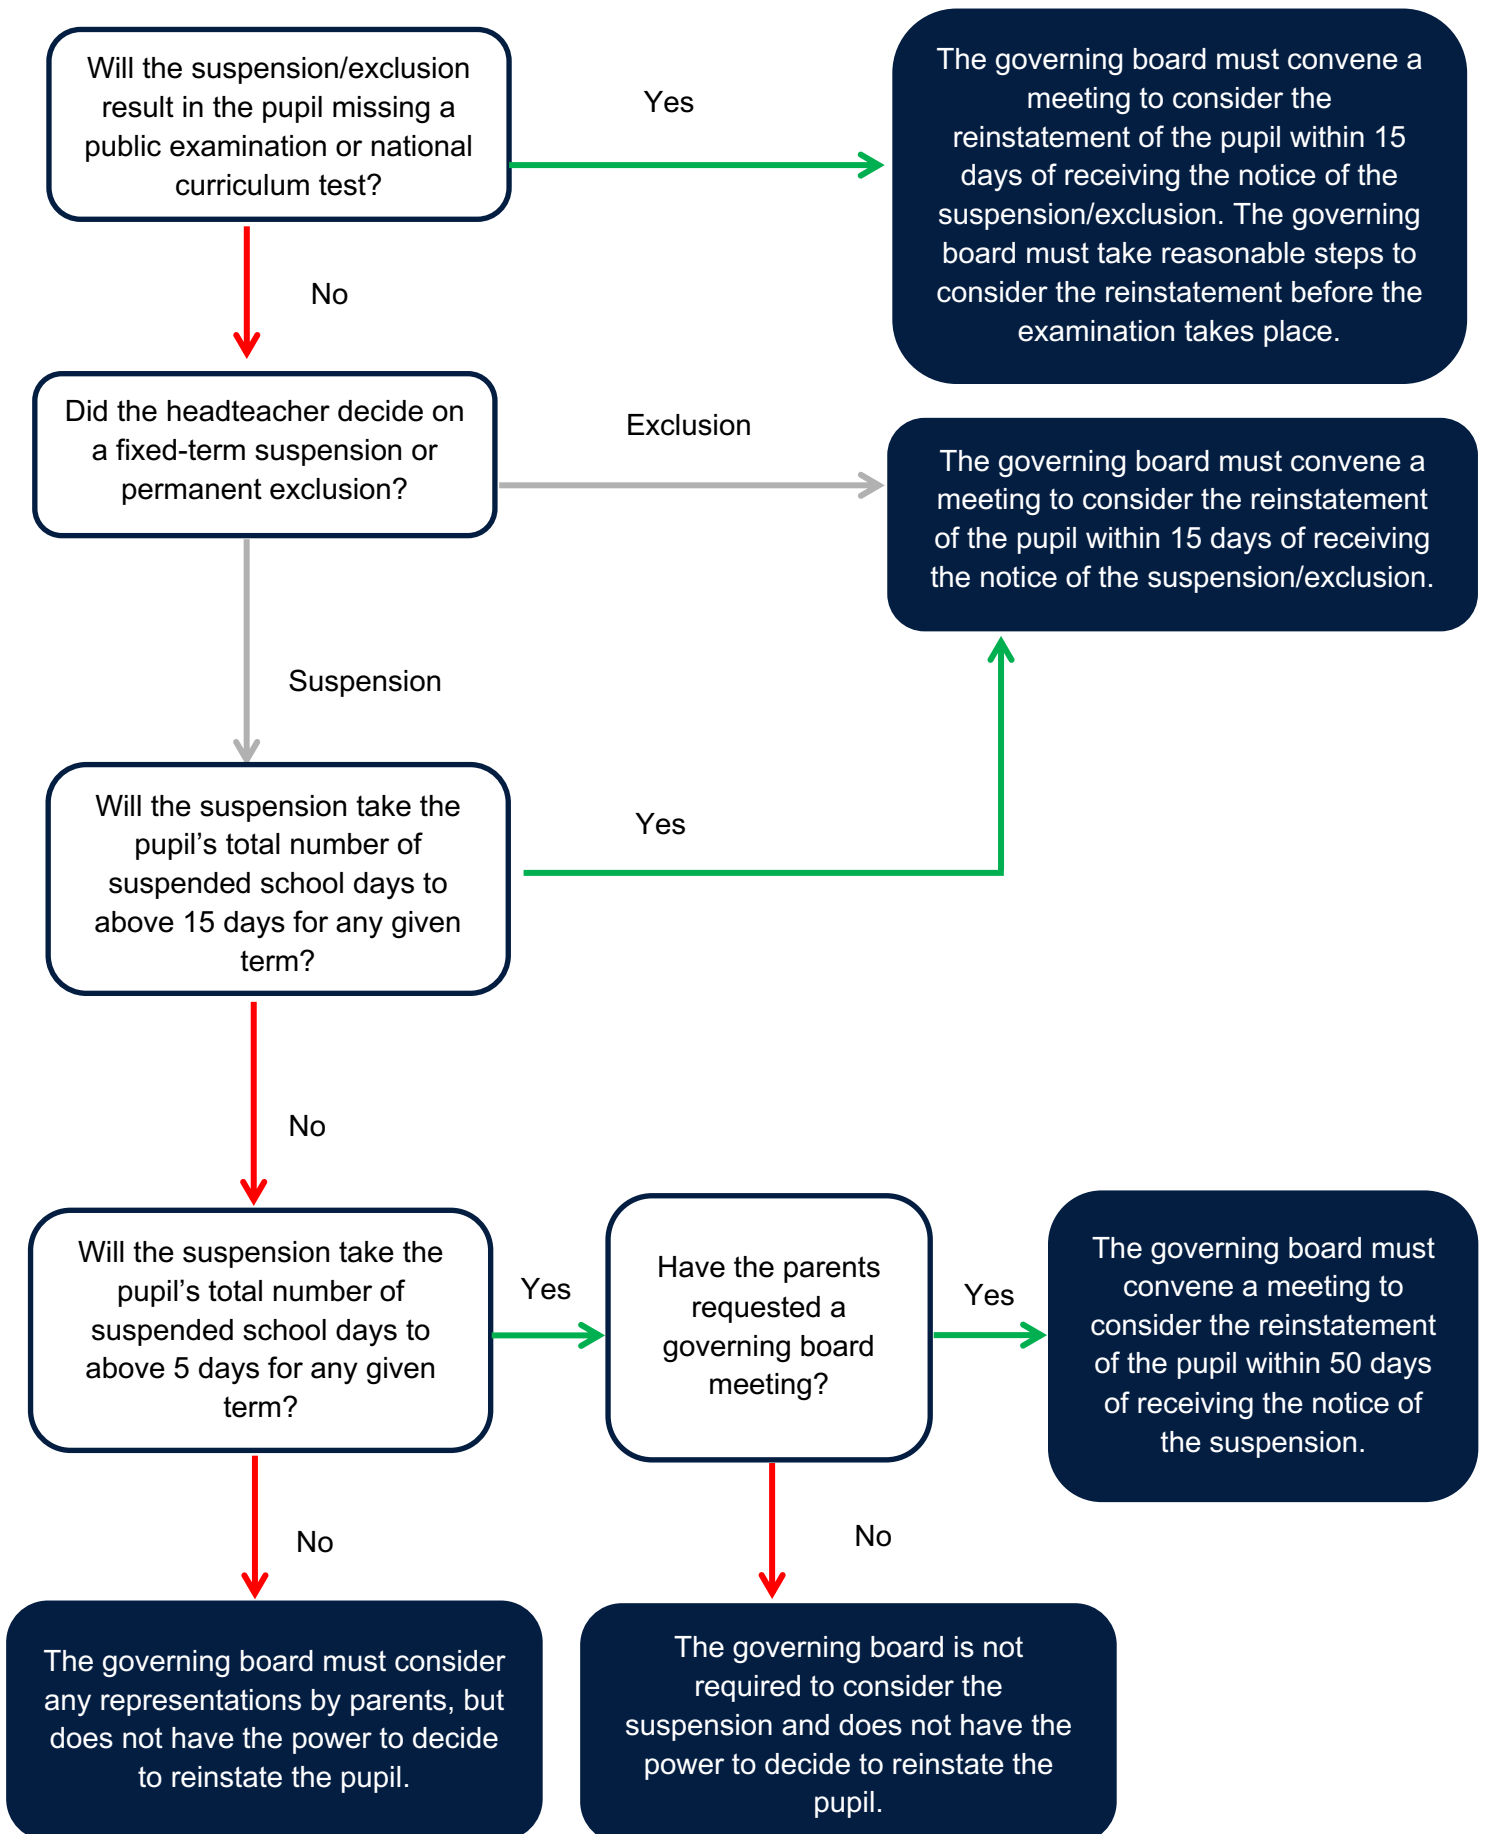 Will the suspension/exclusion
result in the pupil missing a
public examination or national
curriculum test?
Yes
The governing board must convene a
meeting to consider the
reinstatement of the pupil within 15
days of receiving the notice of the
suspension/exclusion. The governing
board must take reasonable steps to
consider the reinstatement before the
examination takes place.
No
Did the headteacher decide on
a fixed-term suspension or
permanent exclusion?
Exclusion
The governing board must convene a
meeting to consider the reinstatement
of the pupil within 15 days of receiving
the notice of the suspension/exclusion.
Suspension
Will the suspension take the
pupil’s total number of
suspended school days to
above 15 days for any given
term?
Yes
No
Will the suspension take the
pupil’s total number of
suspended school days to
above 5 days for any given
term?
Yes
Have the parents
requested a
governing board
meeting?
Yes
The governing board must
convene a meeting to
consider the reinstatement
of the pupil within 50 days
of receiving the notice of
the suspension.
No
No
The governing board must consider
any representations by parents, but
does not have the power to decide
to reinstate the pupil.
The governing board is not
required to consider the
suspension and does not have the
power to decide to reinstate the
pupil.